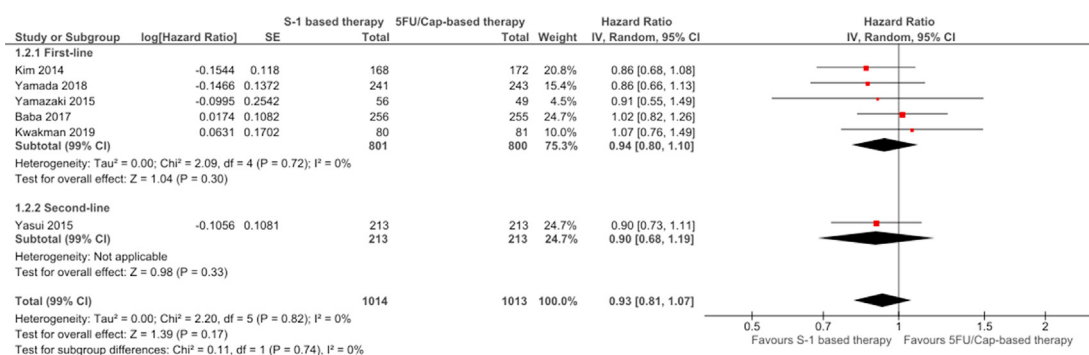 S-1 based therapy 5FU/Cap-based therapy Hazard Ratio Hazard Ratio
Study or Subgroup log[Hazard Ratio] SE Total Total Weight IV, Random, 95% CI IV, Random, 95% CI
1.2.1 First-line
Kim 2014 -0.1544 0.118 168 172 20.8% 0.86 [0.68, 1.08]
Yamada 2018 -0.1466 0.1372 241 243 15.4% 0.86 [0.66, 1.13]
Yamazaki 2015 -0.0995 0.2542 56 49 4.5% 0.91 [0.55, 1.49]
Baba 2017 0.0174 0.1082 256 255 24.7% 1.02 [0.82, 1.26]
Kwakman 2019 0.0631 0.1702 80 81 10.0% 1.07 [0.76, 1.49]
Subtotal (99% CI) 801 800 75.3% 0.94 [0.80, 1.10]
Heterogeneity: Tau² = 0.00; Chi² = 2.09, df = 4 (P = 0.72); I² = 0%
Test for overall effect: Z = 1.04 (P = 0.30)
1.2.2 Second-line
Yasui 2015 -0.1056 0.1081 213 213 24.7% 0.90 [0.73, 1.11]
Subtotal (99% CI) 213 213 24.7% 0.90 [0.68, 1.19]
Heterogeneity: Not applicable
Test for overall effect: Z = 0.98 (P = 0.33)
Total (99% CI) 1014 1013 100.0% 0.93 [0.81, 1.07]
Heterogeneity: Tau² = 0.00; Chi² = 2.20, df = 5 (P = 0.82); I² = 0%
Test for overall effect: Z = 1.39 (P = 0.17)
Test for subgroup differences: Chi² = 0.11, df = 1 (P = 0.74), I² = 0%
0.5 0.7 1 1.5 2
Favours S-1 based therapy Favours 5FU/Cap-based therapy